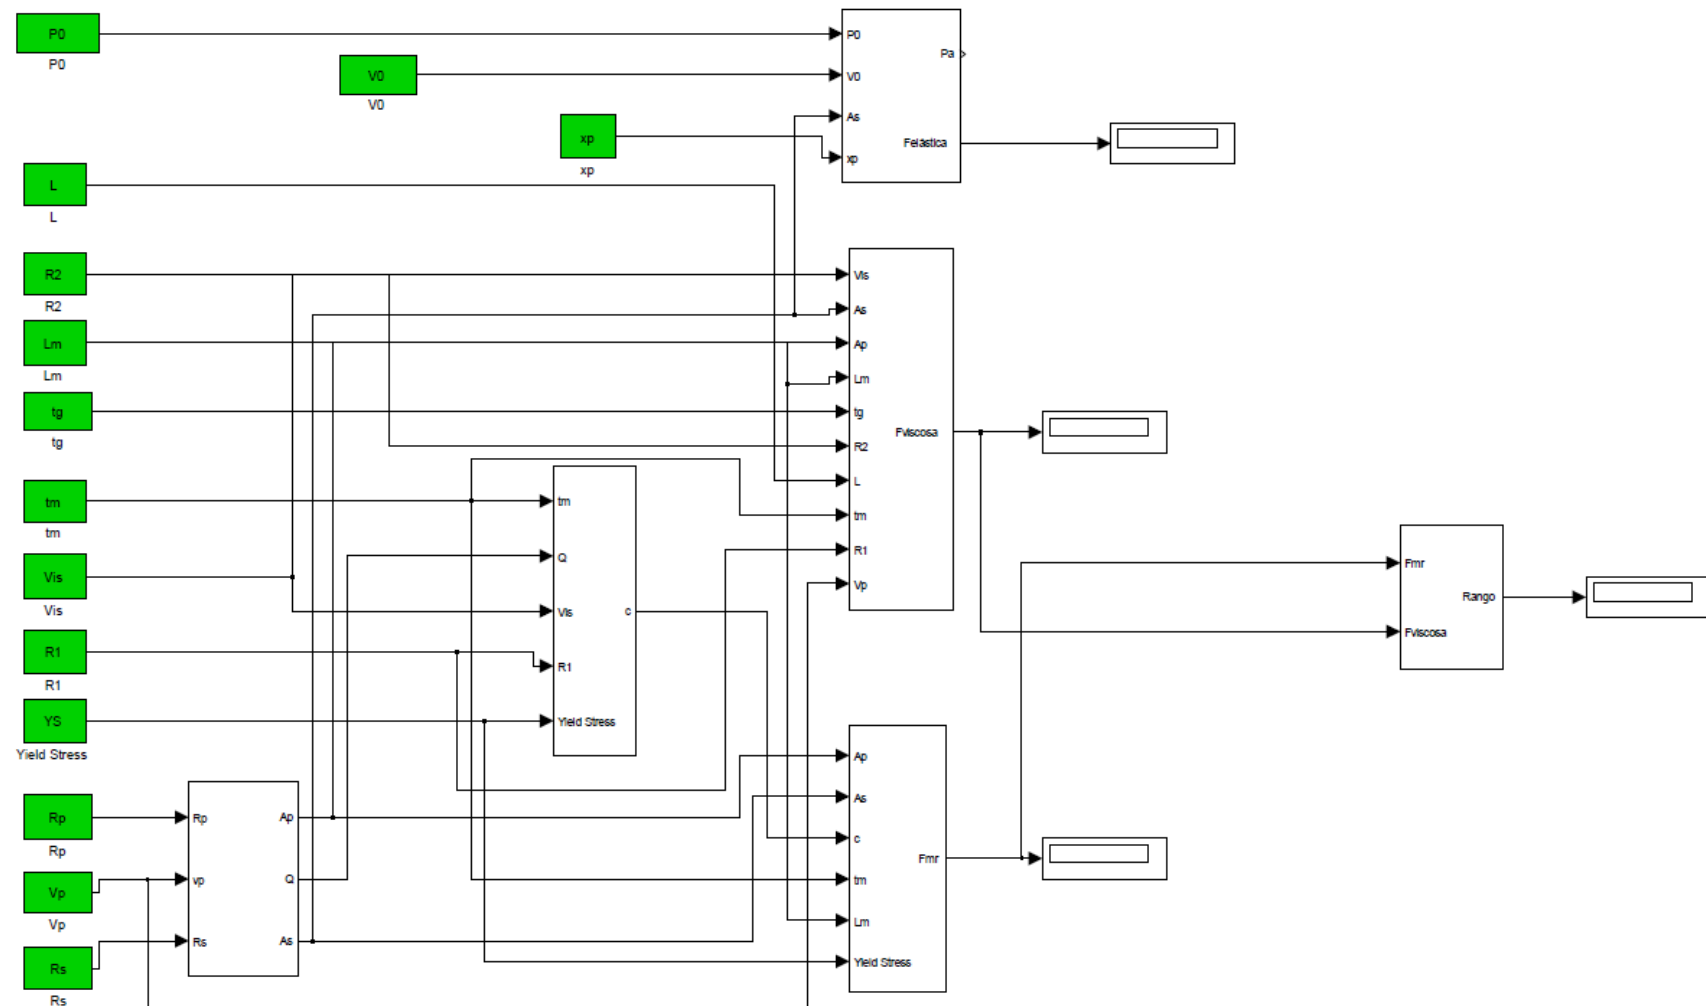 P0
P0
V0
V0
xp
xp
P0
V0
As
xp
Pa
Felástica
L
L
R2
R2
Lm
Lm
tg
tg
tm
tm
Vis
Vis
R1
R1
YS
Yield Stress
Rp
Rp
Vp
Vp
Rs
Rs
Rp
vp
Rs
Ap
Q
As
tm
Q
Vis
R1
Yield Stress
c
Vis
As
Ap
Lm
tg
R2
L
tm
R1
Vp
Fviscosa
Ap
As
c
tm
Lm
Yield Stress
Fmr
Fmr
Fviscosa
Rango